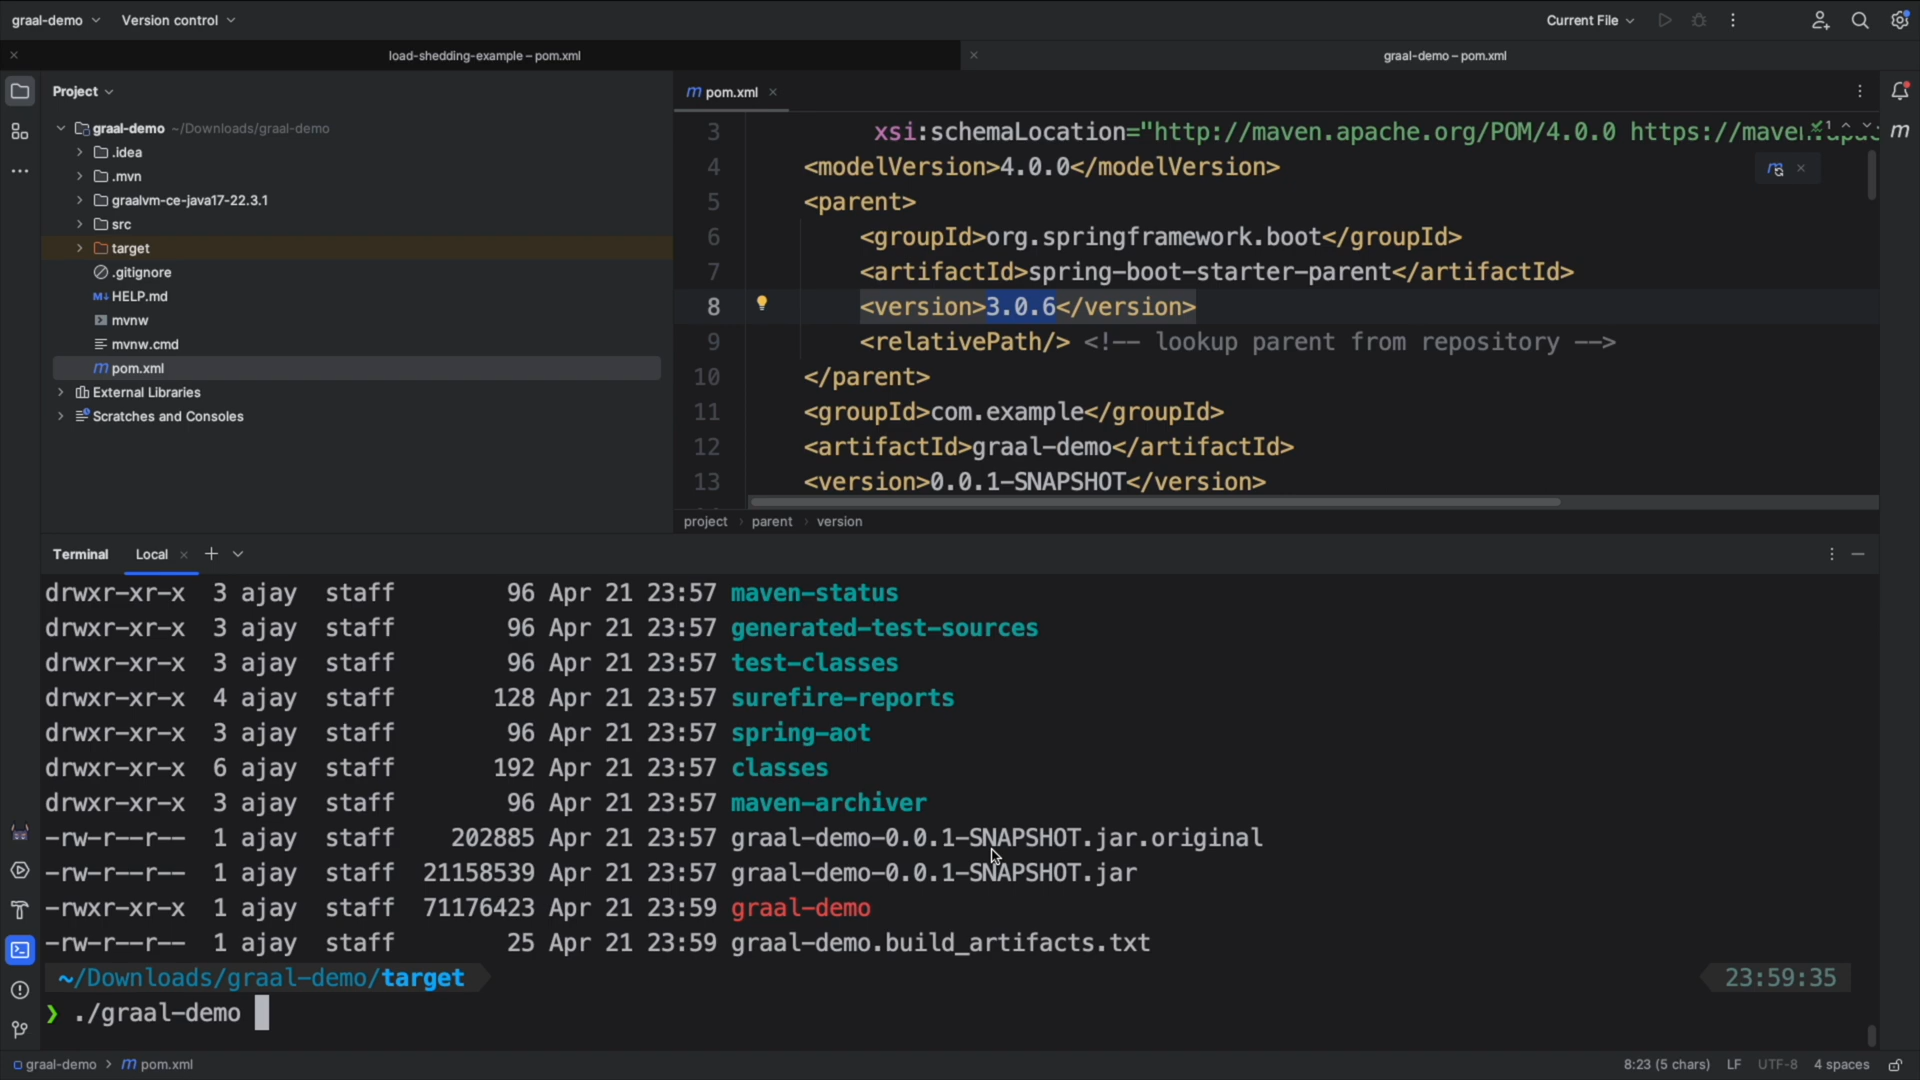 graal-demo
Version control
Current File
load-shedding-example – pom.xml
graal-demo – pom.xml
Project
graal-demo ~/Downloads/graal-demo
.idea
.mvn
graalvm-ce-java17-22.3.1
src
target
.gitignore
M↓ HELP.md
mvnw
mvnw.cmd
m pom.xml
External Libraries
Scratches and Consoles
m pom.xml
3 xsi:schemaLocation="http://maven.apache.org/POM/4.0.0 https://maven.apac
1
4 <modelVersion>4.0.0</modelVersion>
5 <parent>
6 <groupId>org.springframework.boot</groupId>
7 <artifactId>spring-boot-starter-parent</artifactId>
8 <version>3.0.6</version>
9 <relativePath/> <!-- lookup parent from repository -->
10 </parent>
11 <groupId>com.example</groupId>
12 <artifactId>graal-demo</artifactId>
13 <version>0.0.1-SNAPSHOT</version>
project parent version
Terminal Local
drwxr-xr-x 3 ajay staff 96 Apr 21 23:57 maven-status
drwxr-xr-x 3 ajay staff 96 Apr 21 23:57 generated-test-sources
drwxr-xr-x 3 ajay staff 96 Apr 21 23:57 test-classes
drwxr-xr-x 4 ajay staff 128 Apr 21 23:57 surefire-reports
drwxr-xr-x 3 ajay staff 96 Apr 21 23:57 spring-aot
drwxr-xr-x 6 ajay staff 192 Apr 21 23:57 classes
drwxr-xr-x 3 ajay staff 96 Apr 21 23:57 maven-archiver
-rw-r--r-- 1 ajay staff 202885 Apr 21 23:57 graal-demo-0.0.1-SNAPSHOT.jar.original
-rw-r--r-- 1 ajay staff 21158539 Apr 21 23:57 graal-demo-0.0.1-SNAPSHOT.jar
-rwxr-xr-x 1 ajay staff 71176423 Apr 21 23:59 graal-demo
-rw-r--r-- 1 ajay staff 25 Apr 21 23:59 graal-demo.build_artifacts.txt
~/Downloads/graal-demo/target 23:59:35
❯ ./graal-demo
graal-demo > m pom.xml
8:23 (5 chars) LF UTF-8 4 spaces